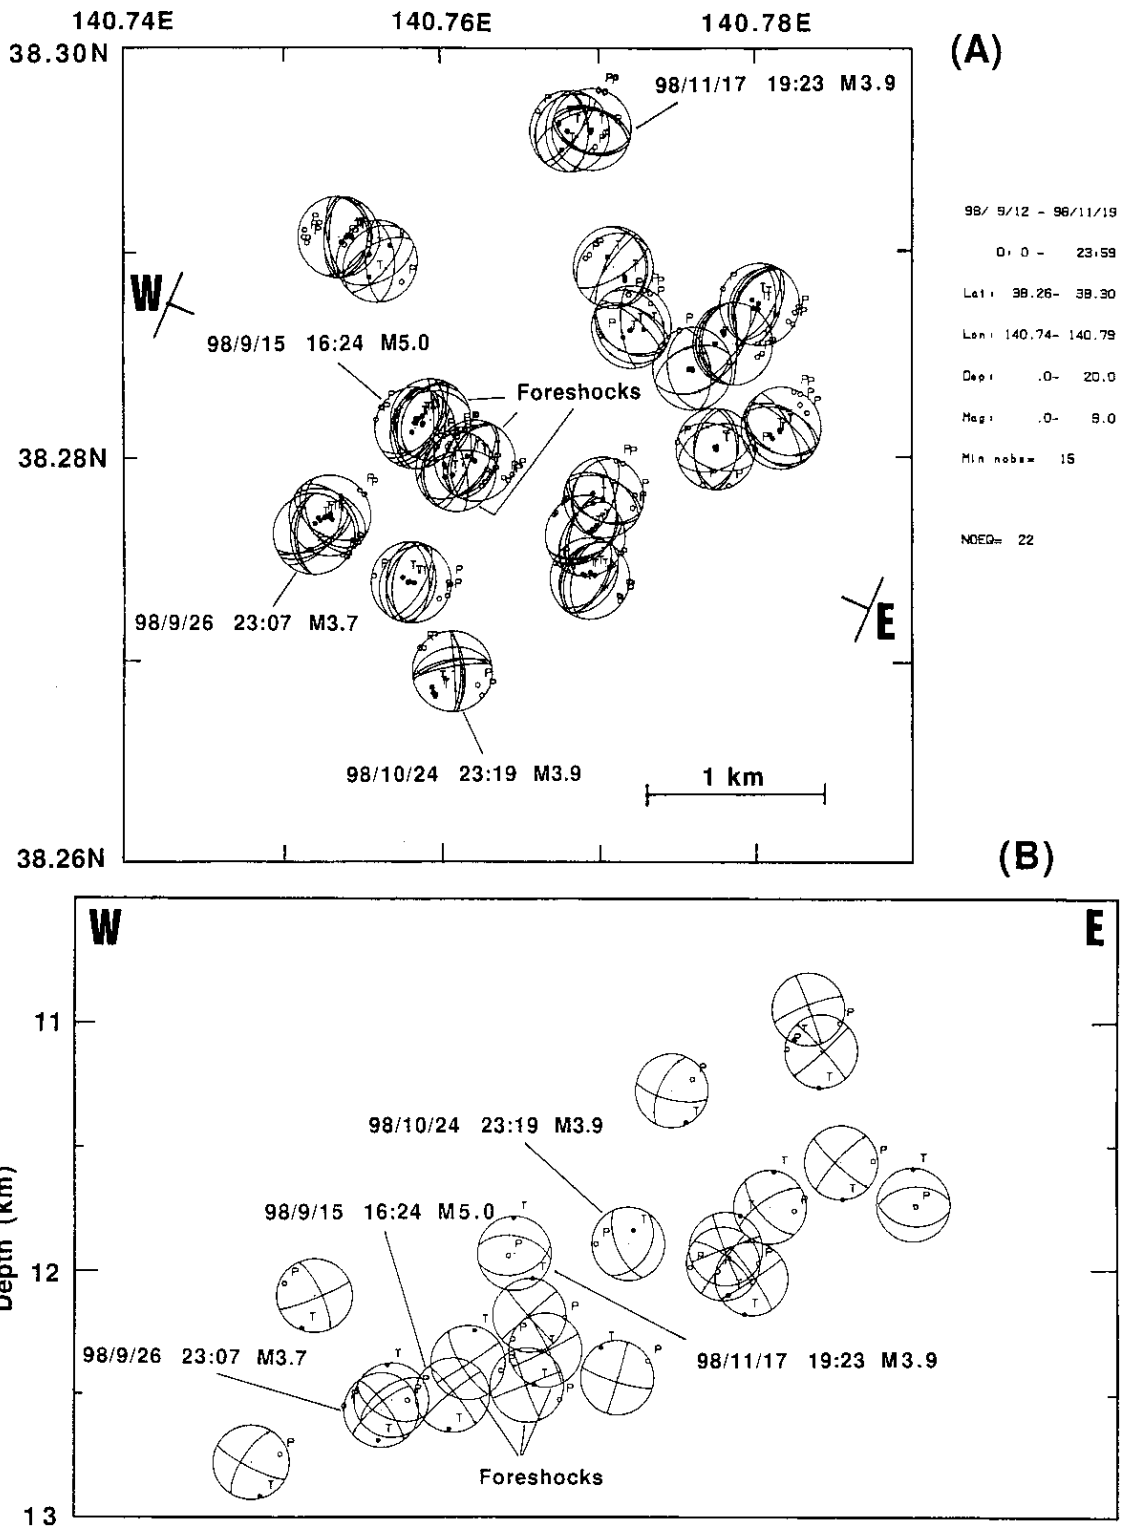 140.74E 140.76E 140.78E
38.30N
(A)
98/11/17 19:23 M3.9
98/ 9/12 - 98/11/19
0: 0 - 23:59
Lat: 38.26- 38.30
Lon: 140.74- 140.79
Dep: .0- 20.0
Mag: .0- 9.0
Min nobs= 15
NOEQ= 22
W
98/9/15 16:24 M5.0
Foreshocks
38.28N
98/9/26 23:07 M3.7
E
98/10/24 23:19 M3.9
1 km
38.26N
(B)
W E
11
98/10/24 23:19 M3.9
98/9/15 16:24 M5.0
Depth (km)
12
98/9/26 23:07 M3.7
98/11/17 19:23 M3.9
Foreshocks
13